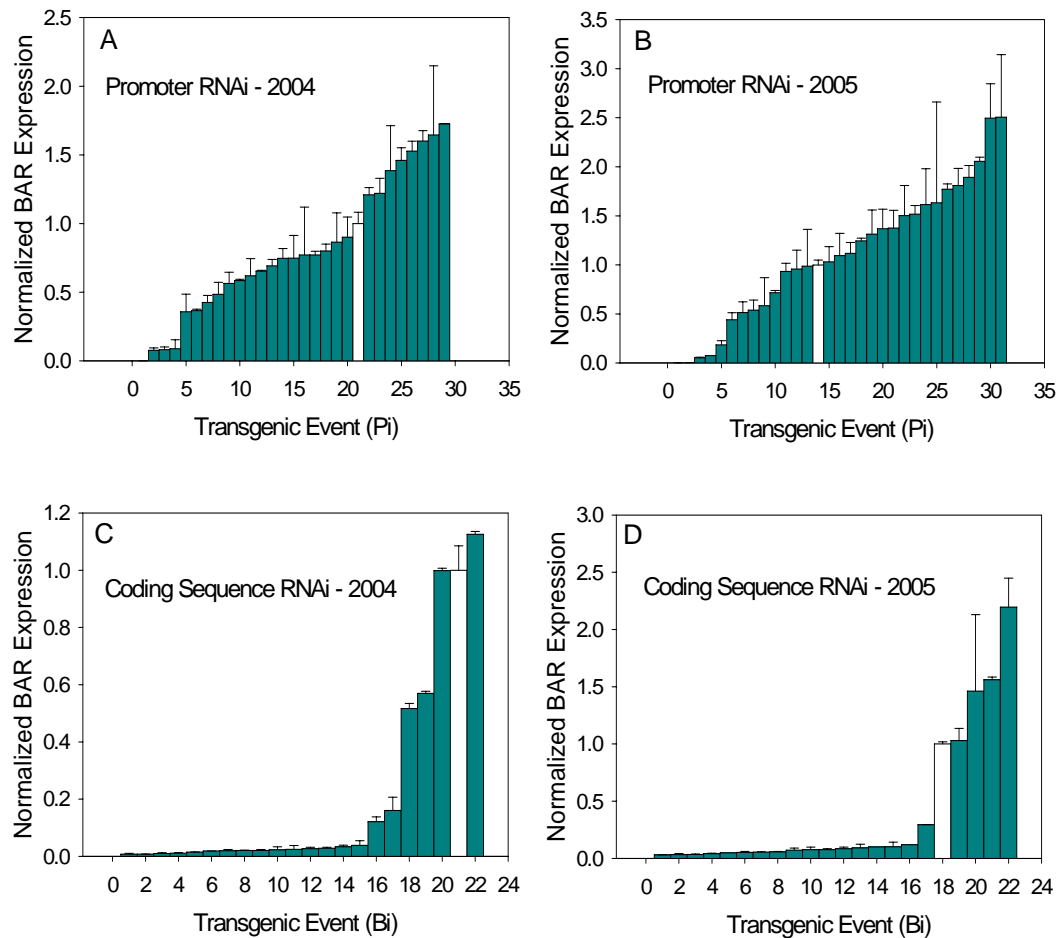 A
Promoter RNAi - 2004
Normalized BAR Expression
2.5
2.0
1.5
1.0
0.5
0.0
0 5 10 15 20 25 30 35
Transgenic Event (Pi)
B
Promoter RNAi - 2005
Normalized BAR Expression
3.5
3.0
2.5
2.0
1.5
1.0
0.5
0.0
0 5 10 15 20 25 30 35
Transgenic Event (Pi)
C
Coding Sequence RNAi - 2004
Normalized BAR Expression
1.2
1.0
0.8
0.6
0.4
0.2
0.0
0 2 4 6 8 10 12 14 16 18 20 22 24
Transgenic Event (Bi)
D
Coding Sequence RNAi - 2005
Normalized BAR Expression
3.0
2.5
2.0
1.5
1.0
0.5
0.0
0 2 4 6 8 10 12 14 16 18 20 22 24
Transgenic Event (Bi)